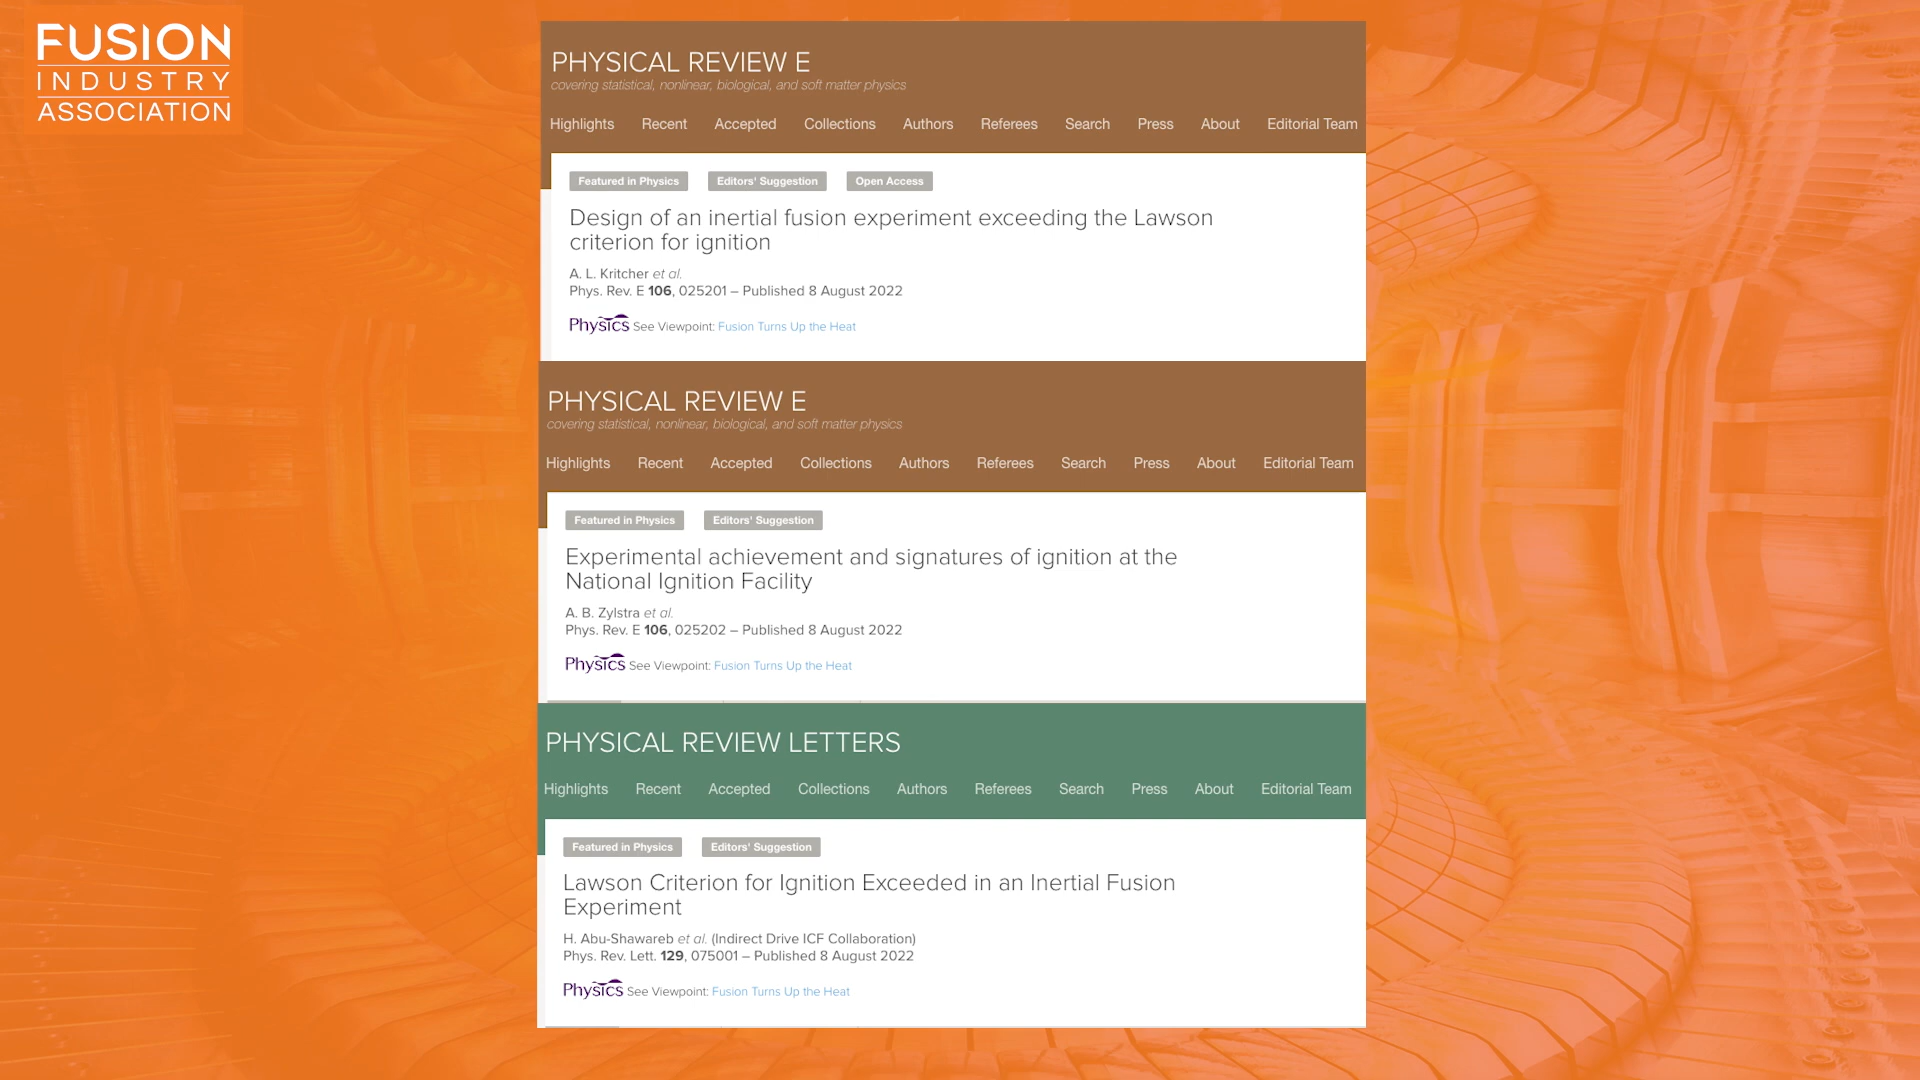 FUSION
INDUSTRY
ASSOCIATION
PHYSICAL REVIEW E
covering statistical, nonlinear, biological, and soft matter physics
Highlights Recent Accepted Collections Authors Referees Search Press About Editorial Team
Featured in Physics Editors' Suggestion Open Access
Design of an inertial fusion experiment exceeding the Lawson
criterion for ignition
A. L. Kritcher et al.
Phys. Rev. E 106, 025201 – Published 8 August 2022
Physics See Viewpoint: Fusion Turns Up the Heat
PHYSICAL REVIEW E
covering statistical, nonlinear, biological, and soft matter physics
Highlights Recent Accepted Collections Authors Referees Search Press About Editorial Team
Featured in Physics Editors' Suggestion
Experimental achievement and signatures of ignition at the
National Ignition Facility
A. B. Zylstra et al.
Phys. Rev. E 106, 025202 – Published 8 August 2022
Physics See Viewpoint: Fusion Turns Up the Heat
PHYSICAL REVIEW LETTERS
Highlights Recent Accepted Collections Authors Referees Search Press About Editorial Team
Featured in Physics Editors' Suggestion
Lawson Criterion for Ignition Exceeded in an Inertial Fusion
Experiment
H. Abu-Shawareb et al. (Indirect Drive ICF Collaboration)
Phys. Rev. Lett. 129, 075001 – Published 8 August 2022
Physics See Viewpoint: Fusion Turns Up the Heat